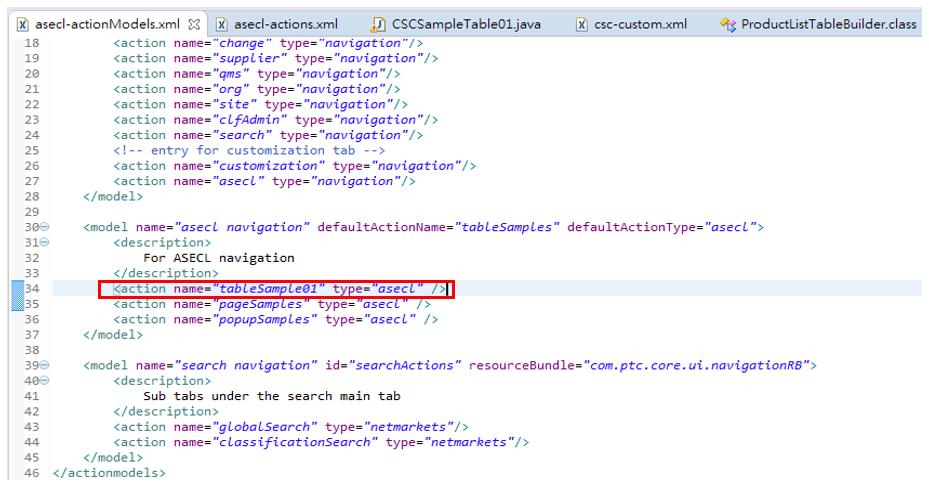 asecl-actionModels.xml asecl-actions.xml CSCSampleTable01.java csc-custom.xml ProductListTableBuilder.class
18 <action name="change" type="navigation"/>
19 <action name="supplier" type="navigation"/>
20 <action name="qms" type="navigation"/>
21 <action name="org" type="navigation"/>
22 <action name="site" type="navigation"/>
23 <action name="clfAdmin" type="navigation"/>
24 <action name="search" type="navigation"/>
25 <!-- entry for customization tab -->
26 <action name="customization" type="navigation"/>
27 <action name="asecl" type="navigation"/>
28 </model>
29
30 <model name="asecl navigation" defaultActionName="tableSamples" defaultActionType="asecl">
31 <description>
32 For ASECL navigation
33 </description>
34 <action name="tableSample01" type="asecl" />
35 <action name="pageSamples" type="asecl" />
36 <action name="popupSamples" type="asecl" />
37 </model>
38
39 <model name="search navigation" id="searchActions" resourceBundle="com.ptc.core.ui.navigationRB">
40 <description>
41 Sub tabs under the search main tab
42 </description>
43 <action name="globalSearch" type="netmarkets"/>
44 <action name="classificationSearch" type="netmarkets"/>
45 </model>
46 </actionmodels>